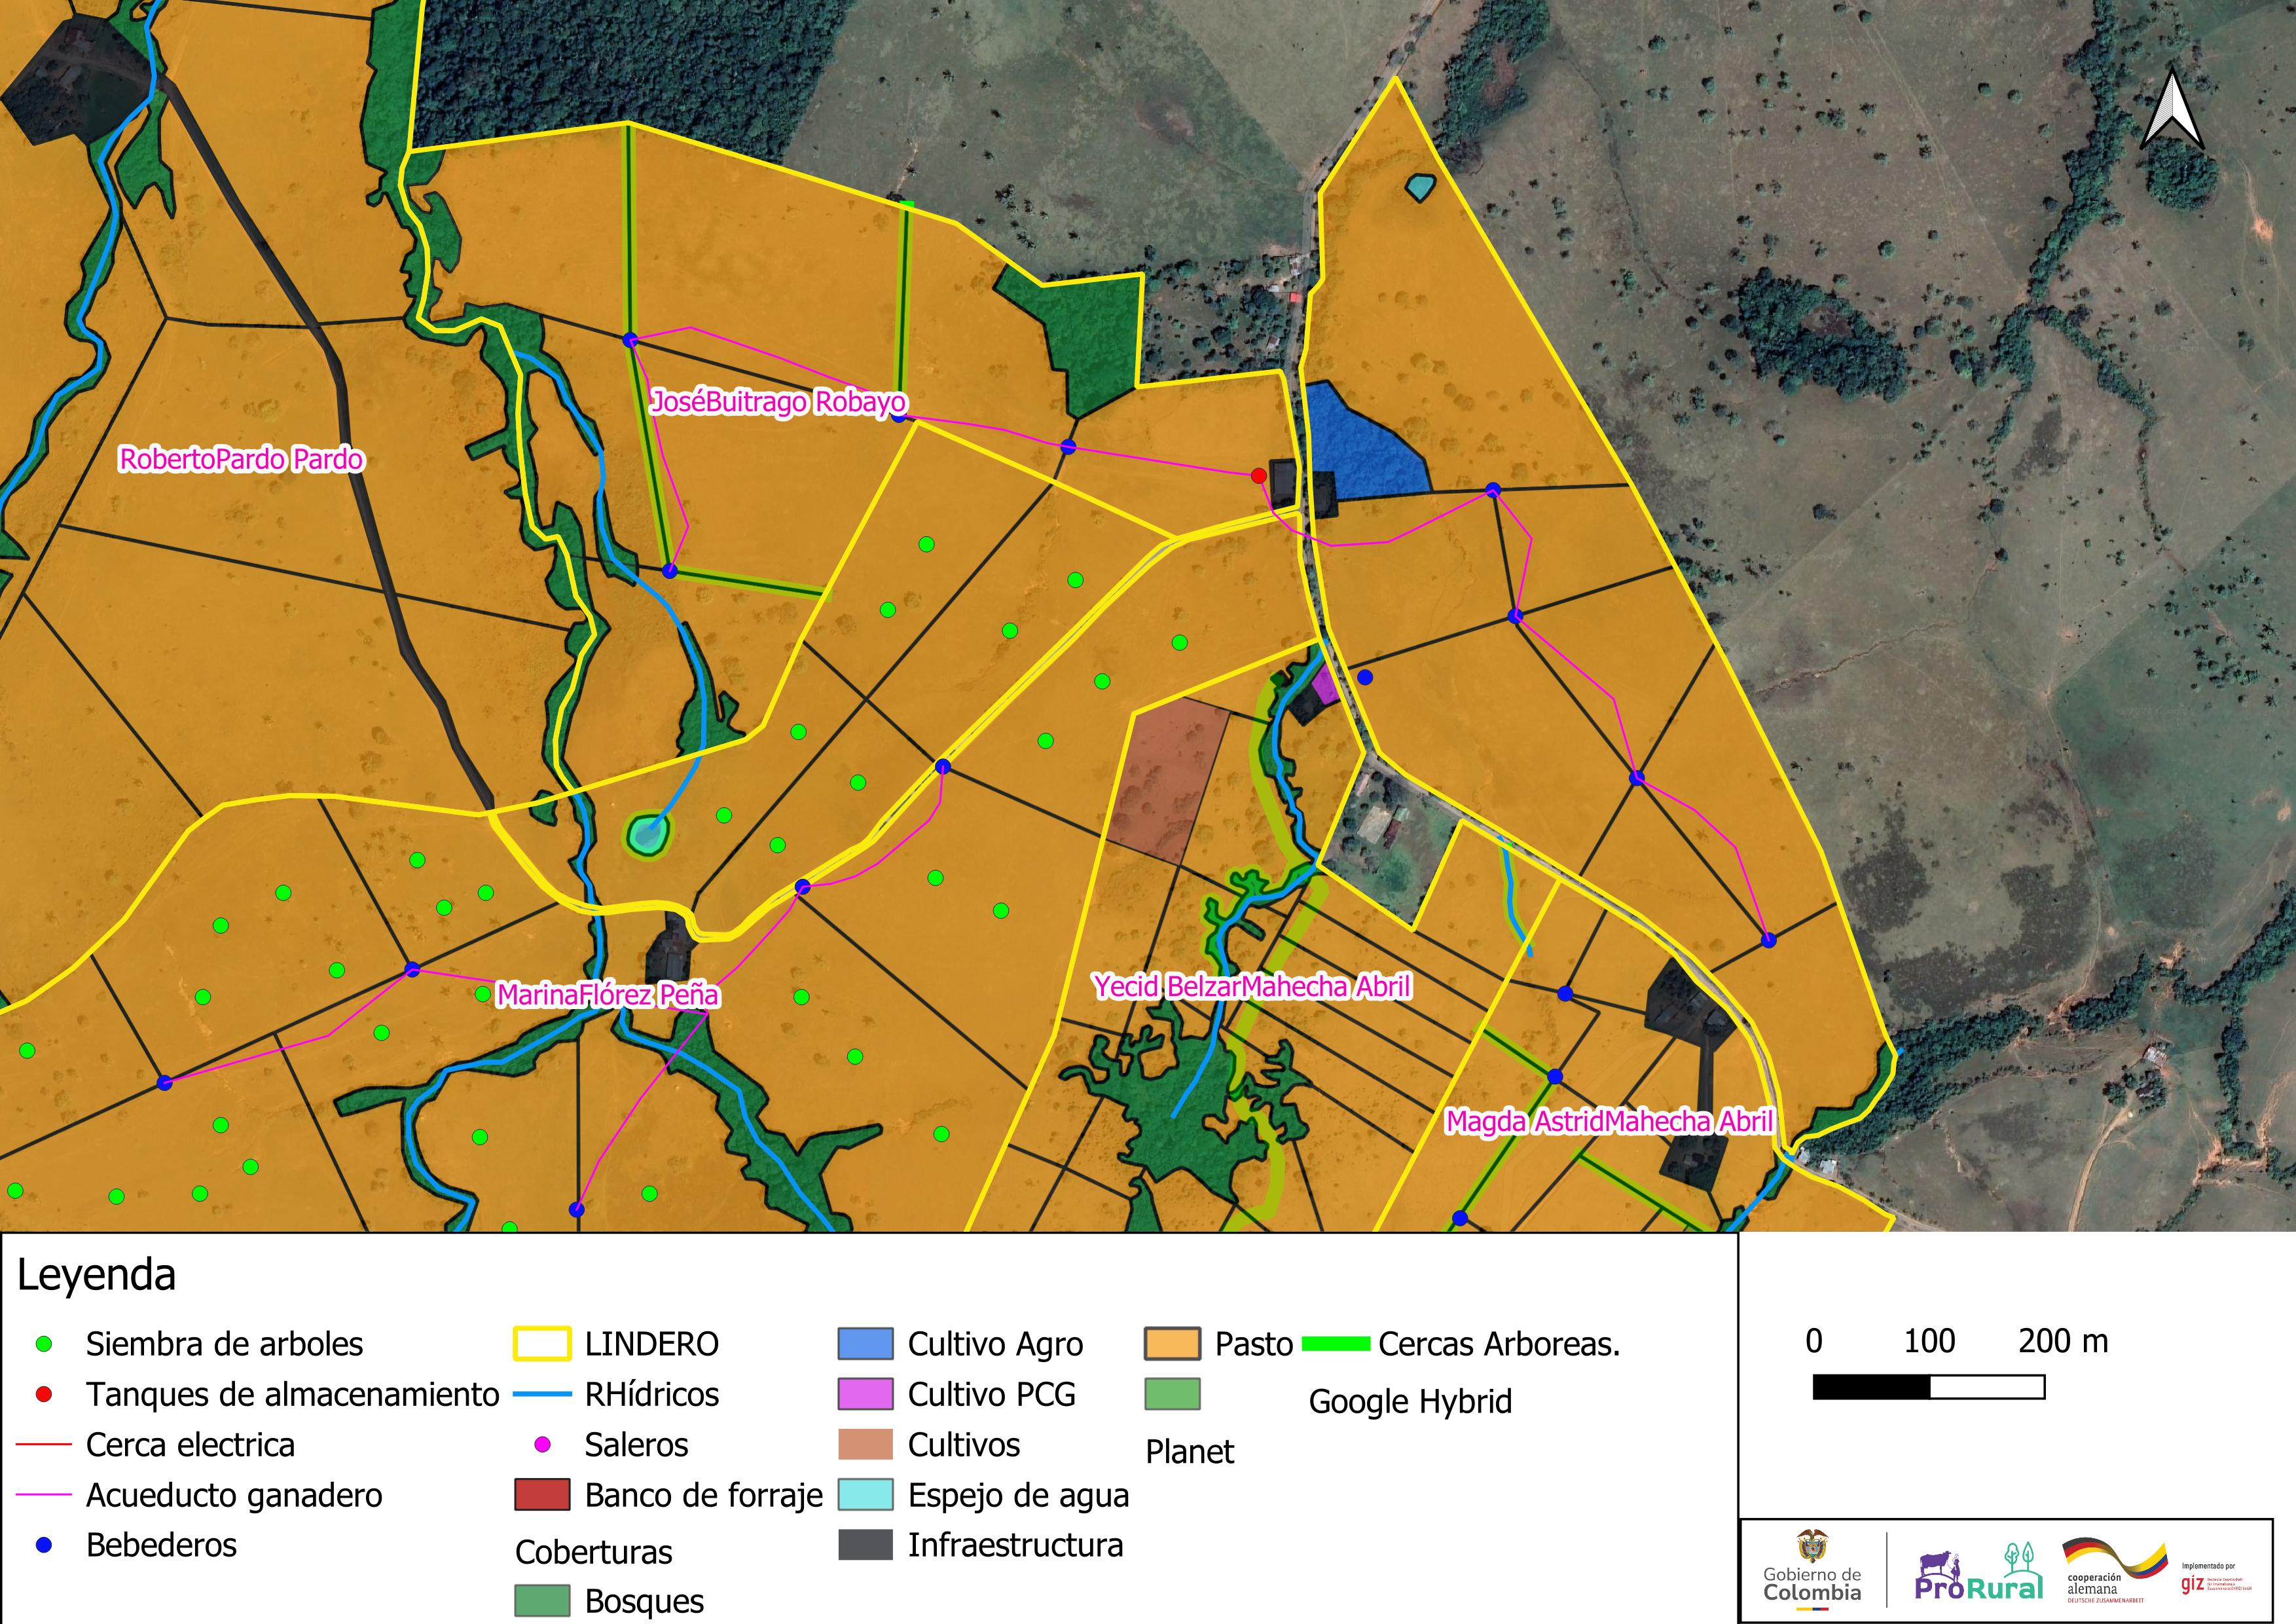 JoséBuitrago Robayo
RobertoPardo Pardo
MarinaFlórez Peña
Yecid BelzarMahecha Abril
Magda AstridMahecha Abril
Leyenda
Siembra de arboles
Tanques de almacenamiento
Cerca electrica
Acueducto ganadero
Bebederos
LINDERO
RHídricos
Saleros
Banco de forraje
Coberturas
Bosques
Cultivo Agro
Cultivo PCG
Cultivos
Espejo de agua
Infraestructura
Pasto
Planet
Cercas Arboreas.
Google Hybrid
0 100 200 m
Gobierno de
Colombia
ProRural
cooperación
alemana
DEUTSCHE ZUSAMMENARBEIT
Implementado por
giz